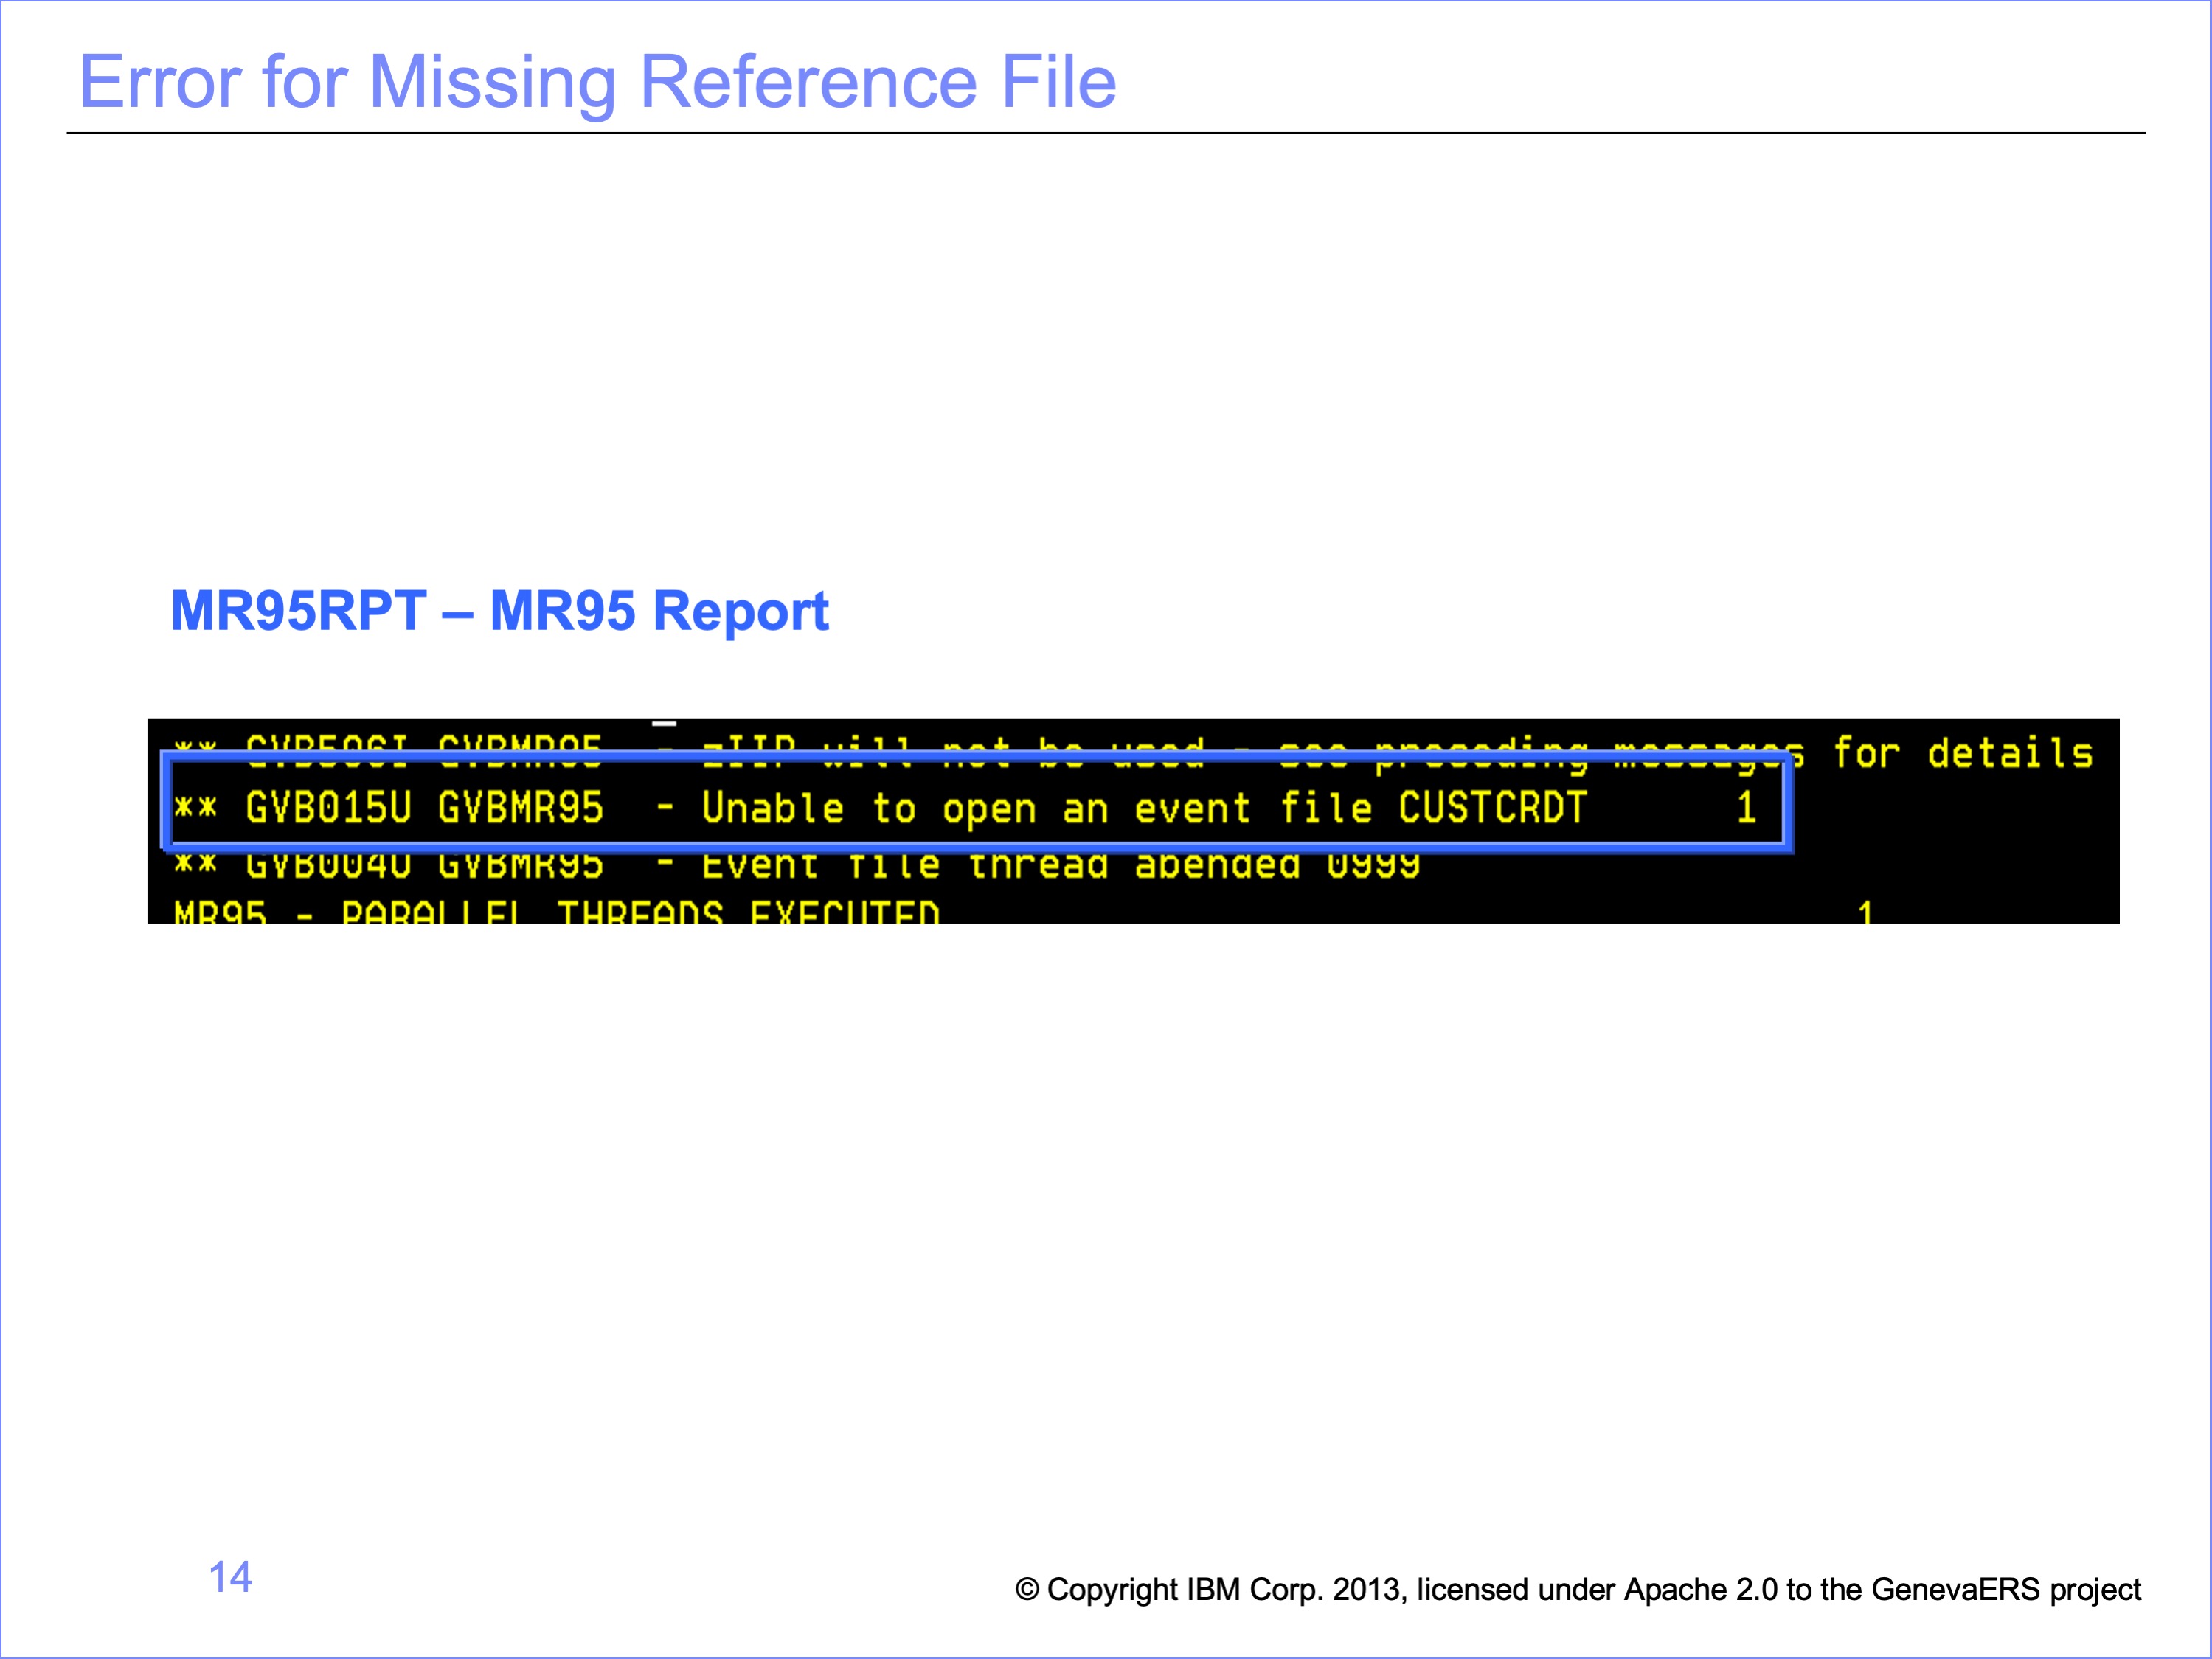 Error for Missing Reference File
MR95RPT – MR95 Report
** GVB506I GVBMR95 - zIIP will not be used - see preceding messages for details
** GVB015U GVBMR95 - Unable to open an event file CUSTCRDT 1
** GVB004U GVBMR95 - Event file thread abended 0999
MR95 - PARALLEL THREADS EXECUTED 1
14
© Copyright IBM Corp. 2013, licensed under Apache 2.0 to the GenevaERS project